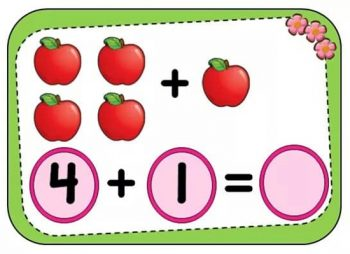 +
4 + 1 =